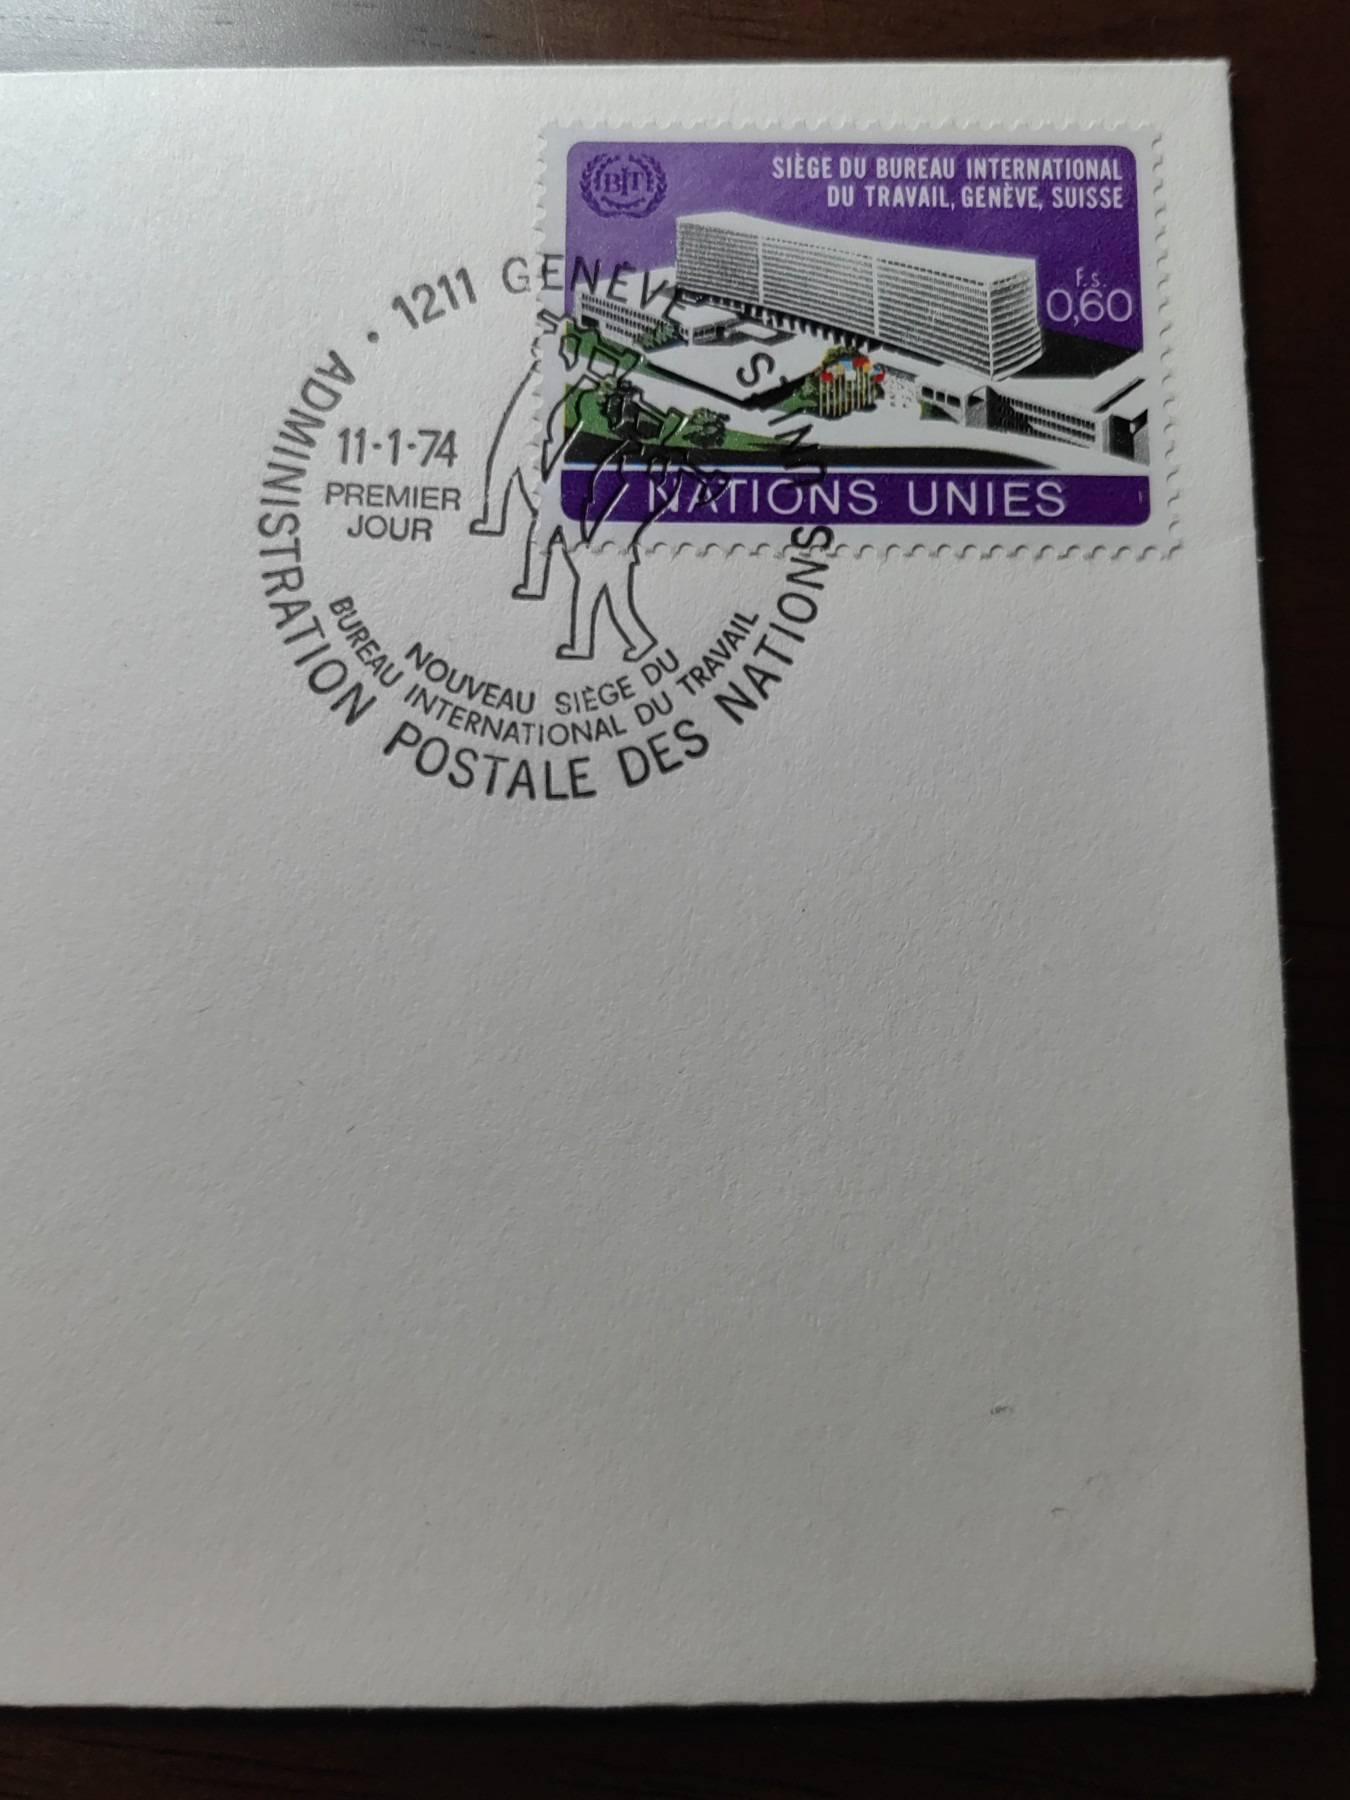 BIT
SIÈGE DU BUREAU INTERNATIONAL
DU TRAVAIL, GENÈVE, SUISSE
F.s.
0,60
NATIONS UNIES
ADMINISTRATION POSTALE DES NATIONS UNIES • 1211 GENÈVE
11-1-74
PREMIER
JOUR
NOUVEAU SIÈGE DU
BUREAU INTERNATIONAL DU TRAVAIL